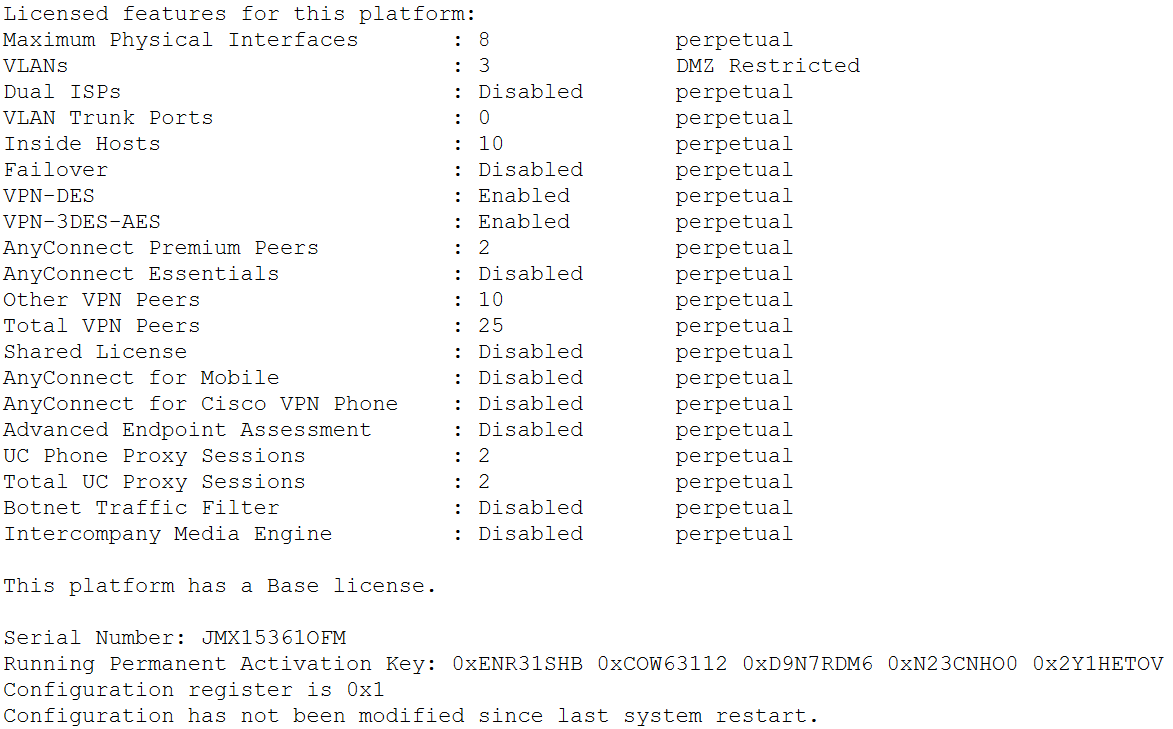 Licensed features for this platform:
Maximum Physical Interfaces       : 8              perpetual
VLANs                             : 3              DMZ Restricted
Dual ISPs                         : Disabled       perpetual
VLAN Trunk Ports                  : 0              perpetual
Inside Hosts                      : 10             perpetual
Failover                          : Disabled       perpetual
VPN-DES                           : Enabled        perpetual
VPN-3DES-AES                      : Enabled        perpetual
AnyConnect Premium Peers          : 2              perpetual
AnyConnect Essentials             : Disabled       perpetual
Other VPN Peers                   : 10             perpetual
Total VPN Peers                   : 25             perpetual
Shared License                    : Disabled       perpetual
AnyConnect for Mobile             : Disabled       perpetual
AnyConnect for Cisco VPN Phone    : Disabled       perpetual
Advanced Endpoint Assessment      : Disabled       perpetual
UC Phone Proxy Sessions           : 2              perpetual
Total UC Proxy Sessions           : 2              perpetual
Botnet Traffic Filter             : Disabled       perpetual
Intercompany Media Engine         : Disabled       perpetual
This platform has a Base license.
Serial Number: JMX15361OFM
Running Permanent Activation Key: 0xENR31SHB 0xCOW63112 0xD9N7RDM6 0xN23CNHO0 0x2Y1HETOV
Configuration register is 0x1
Configuration has not been modified since last system restart.